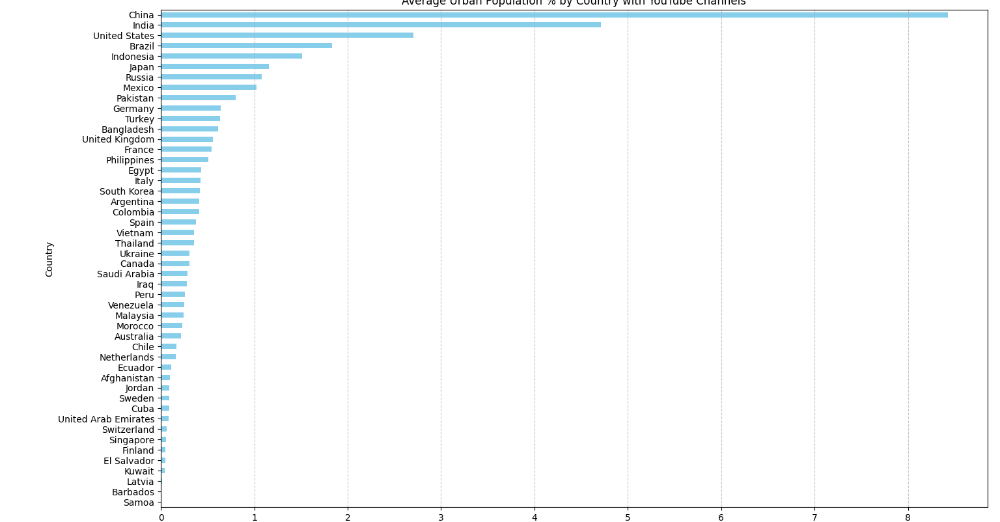 Average Urban Population % by Country with YouTube Channels
China
India
United States
Brazil
Indonesia
Japan
Russia
Mexico
Pakistan
Germany
Turkey
Bangladesh
United Kingdom
France
Philippines
Egypt
Italy
South Korea
Argentina
Colombia
Spain
Vietnam
Thailand
Ukraine
Canada
Saudi Arabia
Iraq
Peru
Venezuela
Malaysia
Morocco
Australia
Chile
Netherlands
Ecuador
Afghanistan
Jordan
Sweden
Cuba
United Arab Emirates
Switzerland
Singapore
Finland
El Salvador
Kuwait
Latvia
Barbados
Samoa
Country
0 1 2 3 4 5 6 7 8